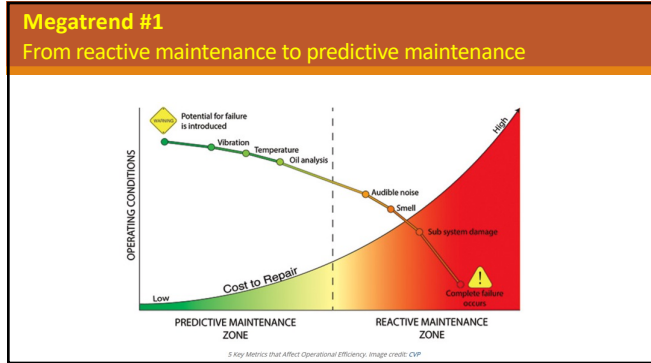 Megatrend #1
From reactive maintenance to predictive maintenance
WARNING
Potential for failure
is introduced
Vibration
Temperature
Oil analysis
Audible noise
Smell
Sub system damage
Complete failure
occurs
High
Low
Cost to Repair
OPERATING CONDITIONS
PREDICTIVE MAINTENANCE
ZONE
REACTIVE MAINTENANCE
ZONE
5 Key Metrics that Affect Operational Efficiency. Image credit: CVP